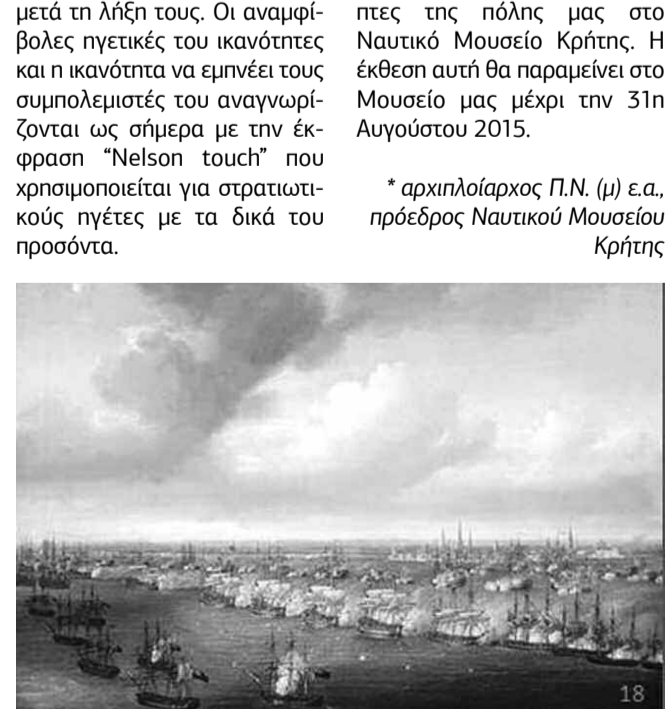 μετά τη λήξη τους. Οι αναμφί-
βολες ηγετικές του ικανότητες
και η ικανότητα να εμπνέει τους
συμπολεμιστές του αναγνωρί-
ζονται ως σήμερα με την έκ-
φραση “Nelson touch” που
χρησιμοποιείται για στρατιωτι-
κούς ηγέτες με τα δικά του
προσόντα.
πτες της πόλης μας στο
Ναυτικό Μουσείο Κρήτης. Η
έκθεση αυτή θα παραμείνει στο
Μουσείο μας μέχρι την 31η
Αυγούστου 2015.
* αρχιπλοίαρχος Π.Ν. (μ) ε.α.,
πρόεδρος Ναυτικού Μουσείου
Κρήτης
18